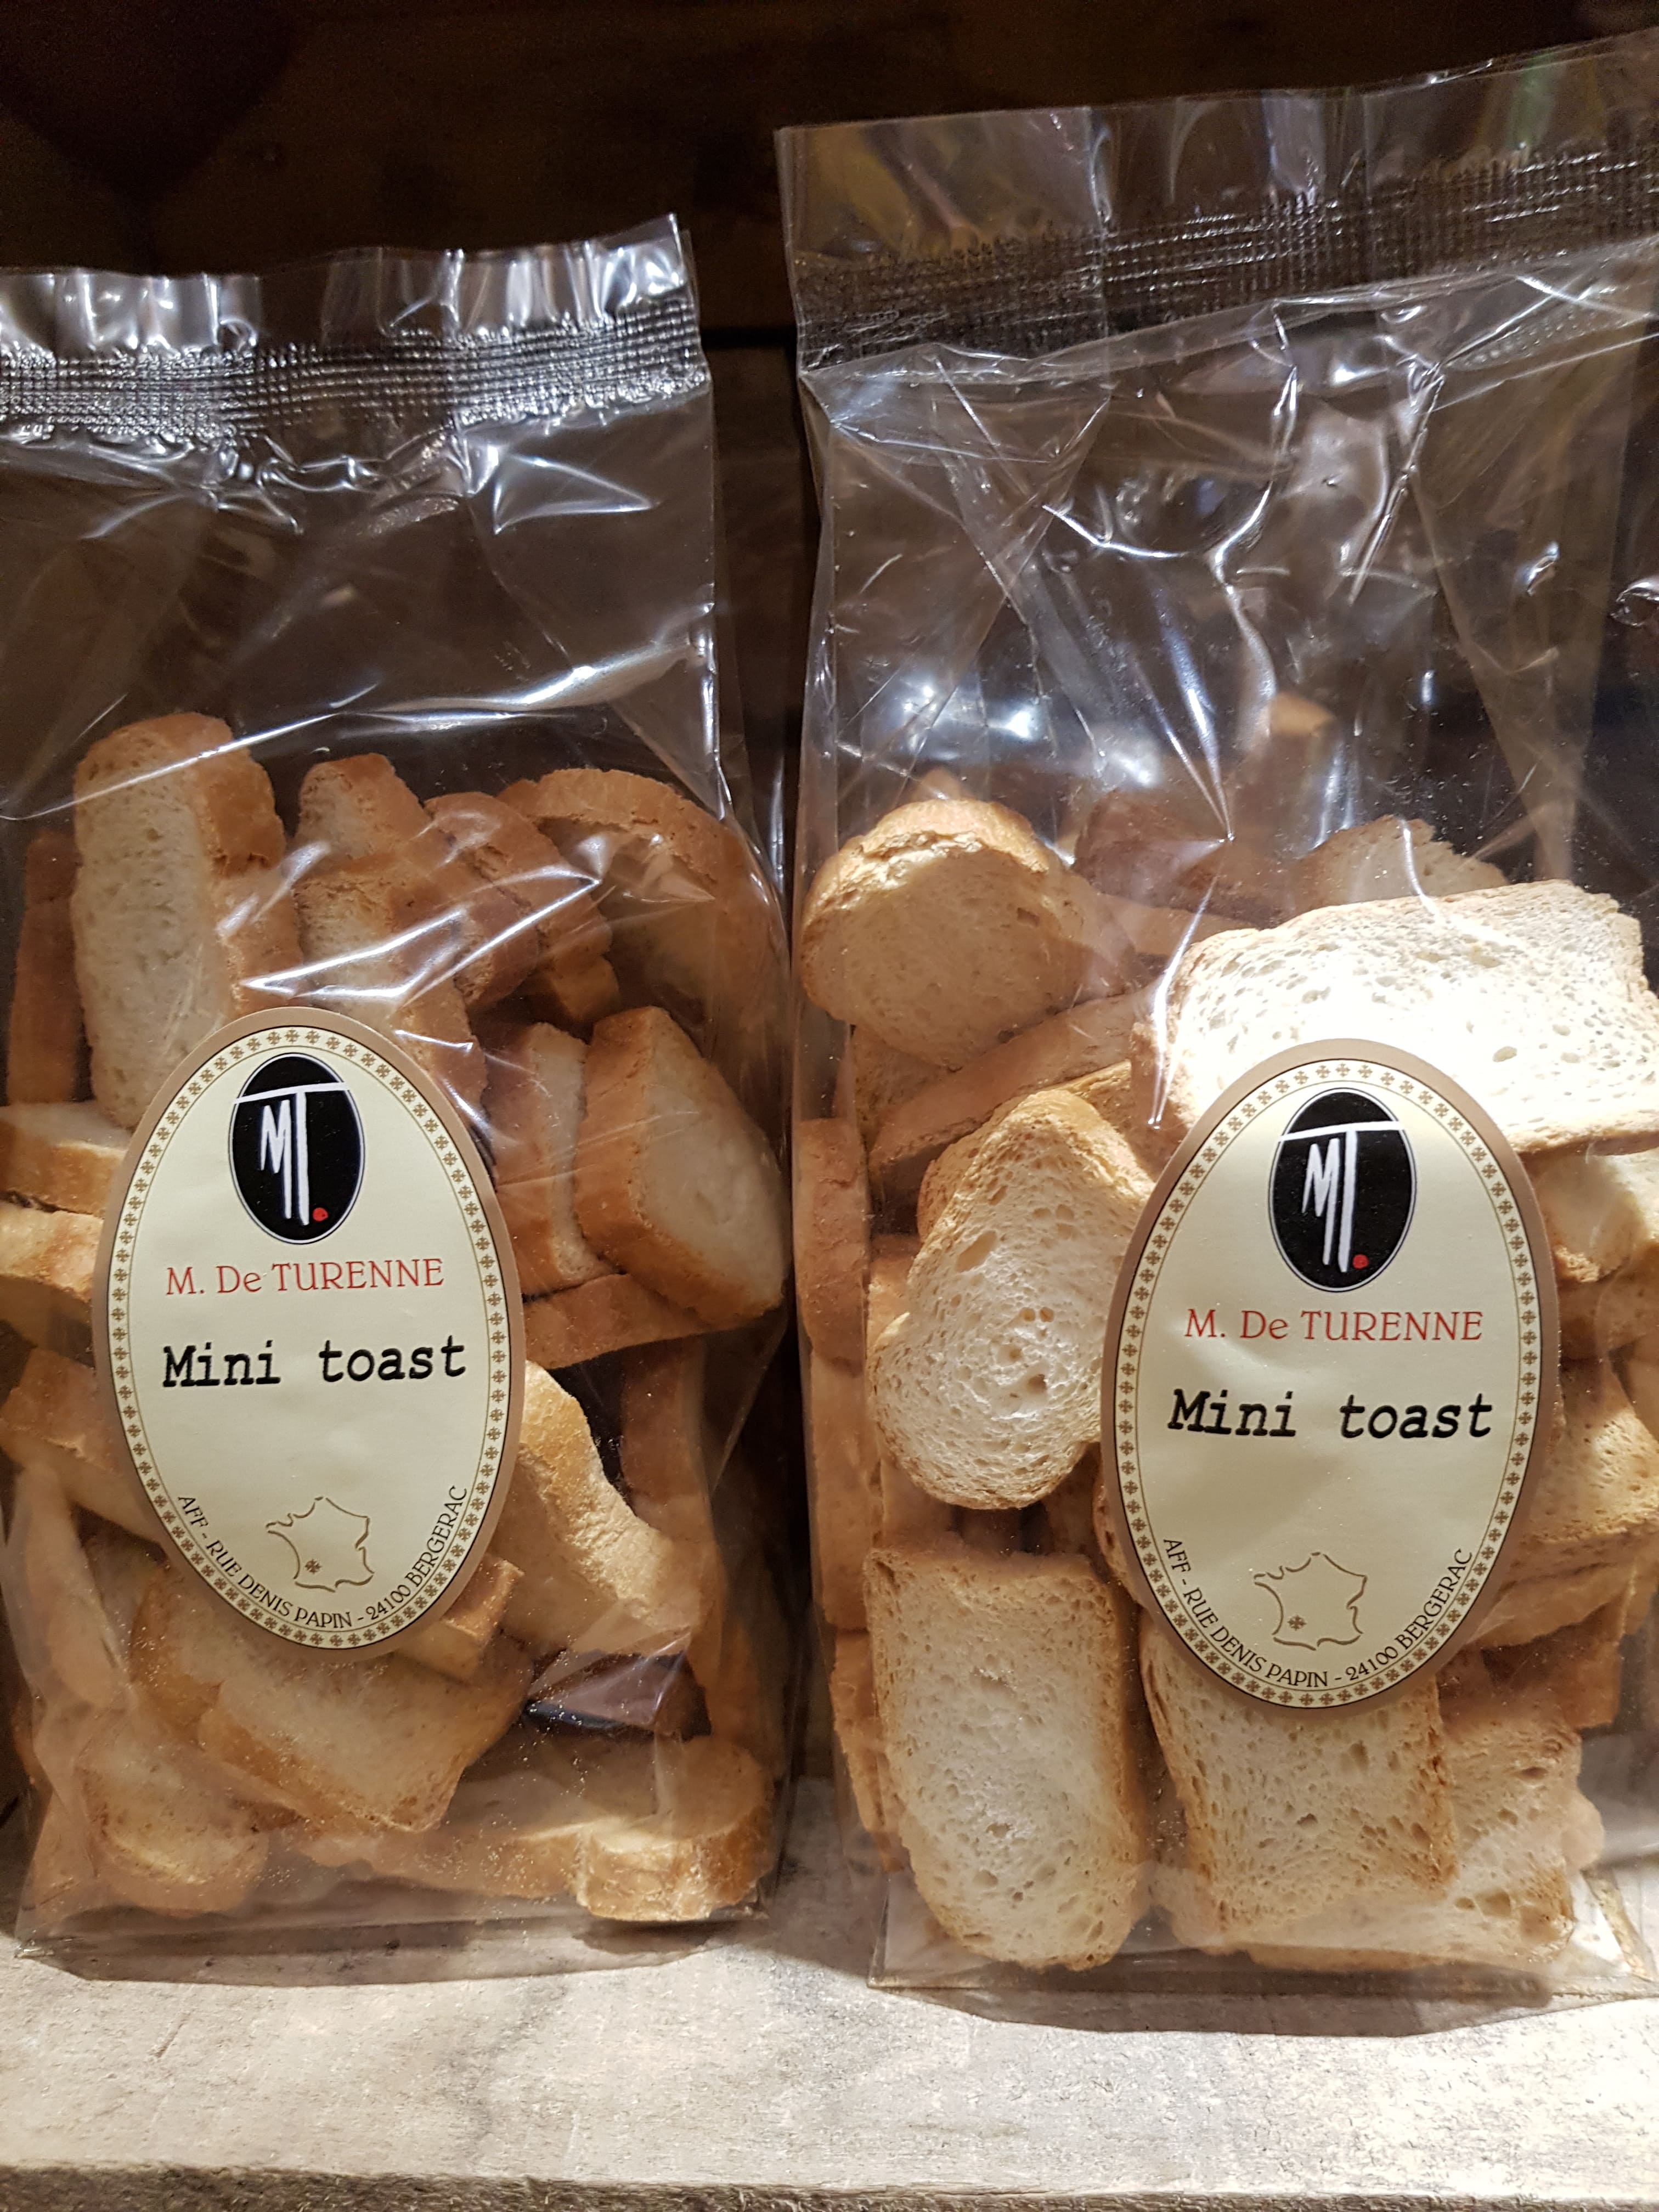 MT.
M. De TURENNE
Mini toast
AFF - RUE DENIS PAPIN - 24100 BERGERAC
MT.
M. De TURENNE
Mini toast
AFF - RUE DENIS PAPIN - 24100 BERGERAC